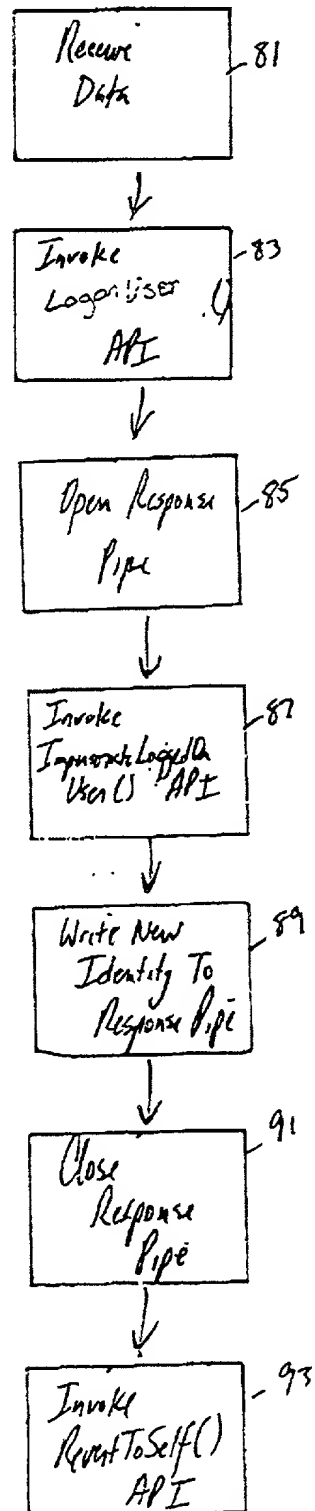 Receive
Data
81
Invoke
LogonUser
()
API
83
Open Response
Pipe
85
Invoke
ImpersonateLoggedOn
User() API
87
Write New
Identity To
Response Pipe
89
Close
Response
Pipe
91
Invoke
RevertToSelf()
API
93